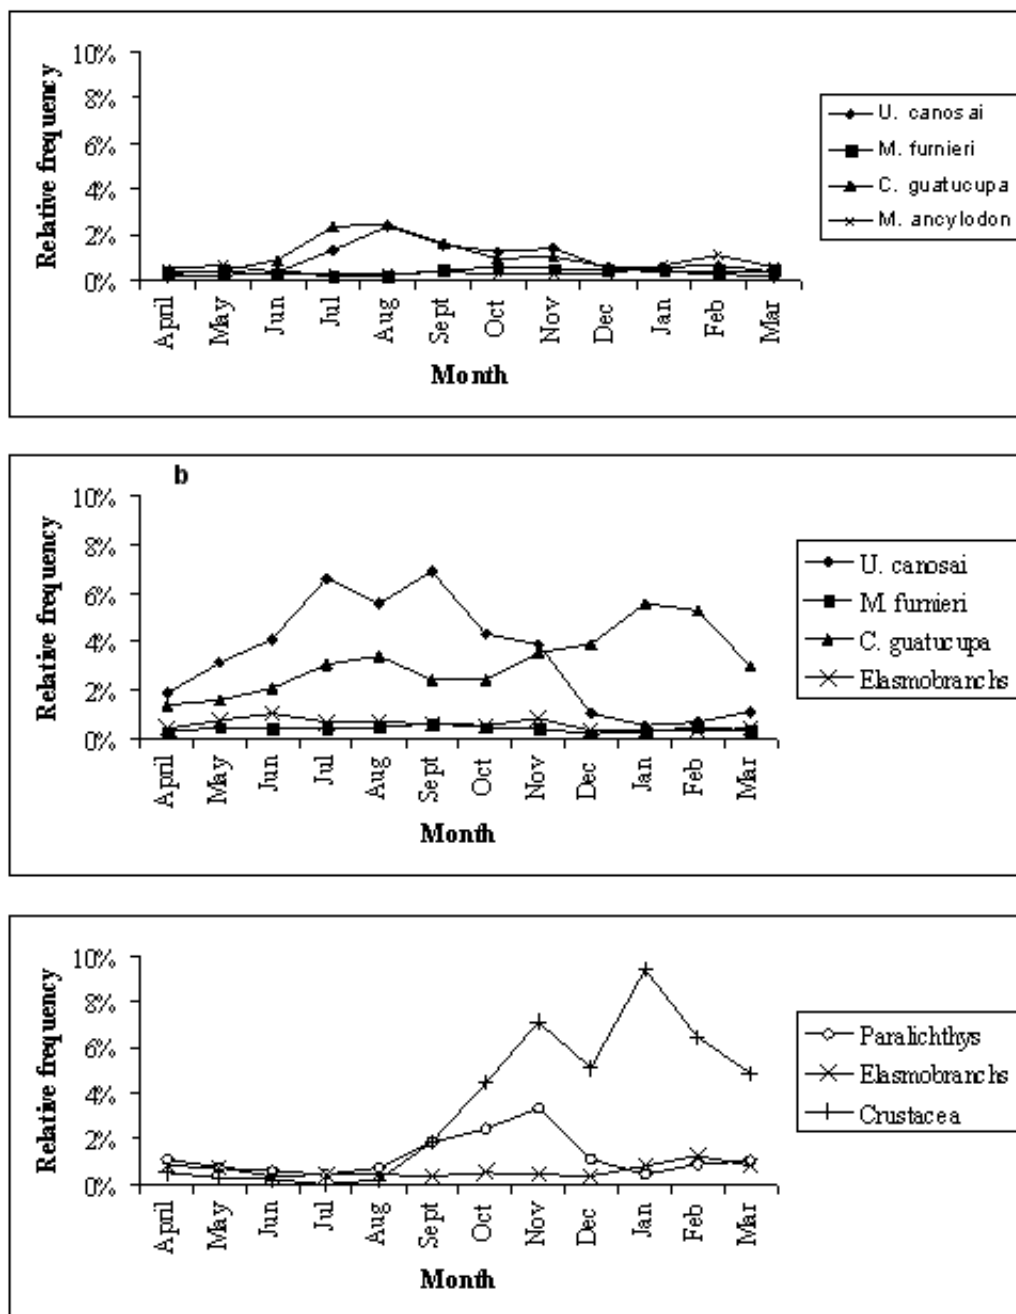 10%
8%
6%
4%
2%
0%
Relative frequency
April
May
Jun
Jul
Aug
Sept
Oct
Nov
Dec
Jan
Feb
Mar
Month
U. canosai
M. furnieri
C. guatucupa
M. ancylodon
b
10%
8%
6%
4%
2%
0%
Relative frequency
April
May
Jun
Jul
Aug
Sept
Oct
Nov
Dec
Jan
Feb
Mar
Month
U. canosai
M. furnieri
C. guatucupa
Elasmobranchs
10%
8%
6%
4%
2%
0%
Relative frequency
April
May
Jun
Jul
Aug
Sept
Oct
Nov
Dec
Jan
Feb
Mar
Month
Paralichthys
Elasmobranchs
Crustacea